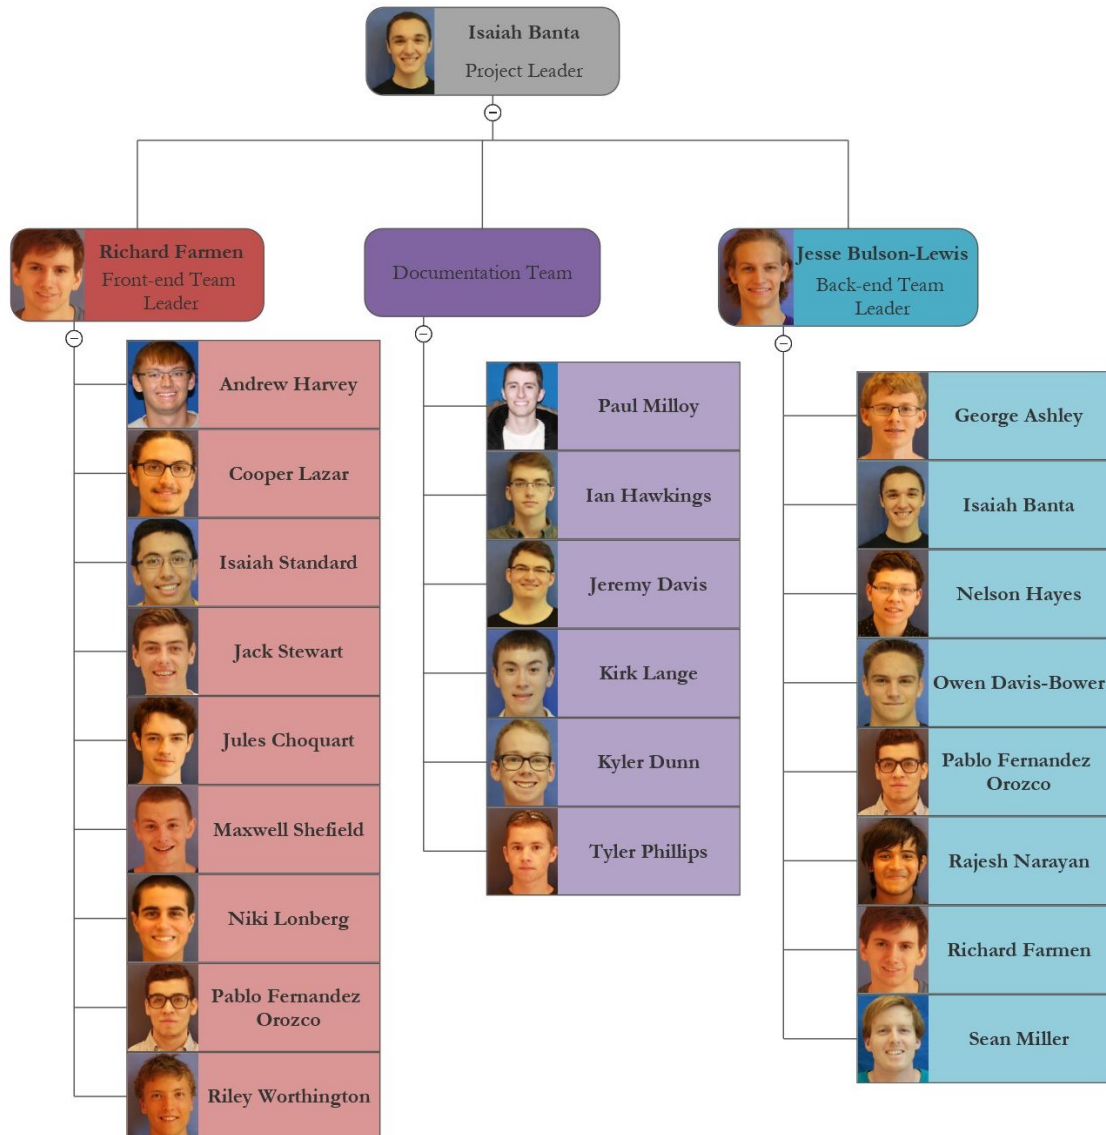 Isaiah Banta
Project Leader
Richard Farmen
Front-end Team
Leader
Documentation Team
Jesse Bulson-Lewis
Back-end Team
Leader
Andrew Harvey
Cooper Lazar
Isaiah Standard
Jack Stewart
Jules Choquart
Maxwell Shefield
Niki Lonberg
Pablo Fernandez
Orozco
Riley Worthington
Paul Milloy
Ian Hawkings
Jeremy Davis
Kirk Lange
Kyler Dunn
Tyler Phillips
George Ashley
Isaiah Banta
Nelson Hayes
Owen Davis-Bower
Pablo Fernandez
Orozco
Rajesh Narayan
Richard Farmen
Sean Miller